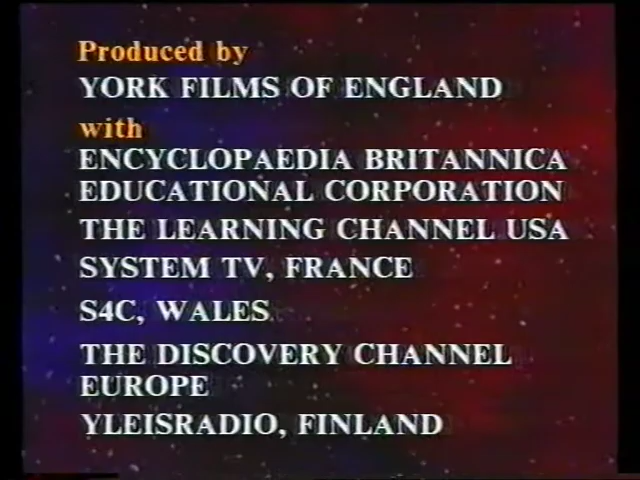 Produced by
YORK FILMS OF ENGLAND
with
ENCYCLOPAEDIA BRITANNICA
EDUCATIONAL CORPORATION
THE LEARNING CHANNEL USA
SYSTEM TV, FRANCE
S4C, WALES
THE DISCOVERY CHANNEL
EUROPE
YLEISRADIO, FINLAND